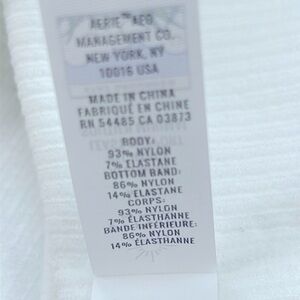 AERIE™ AEO
MANAGEMENT CO.
NEW YORK, NY
10016 USA
MADE IN CHINA
FABRIQUÉ EN CHINE
RN 54485 CA 03873
BODY:
93% NYLON
7% ELASTANE
BOTTOM BAND:
86% NYLON
14% ELASTANE
CORPS:
93% NYLON
7% ÉLASTHANNE
BANDE INFÉRIEURE:
86% NYLON
14% ÉLASTHANNE